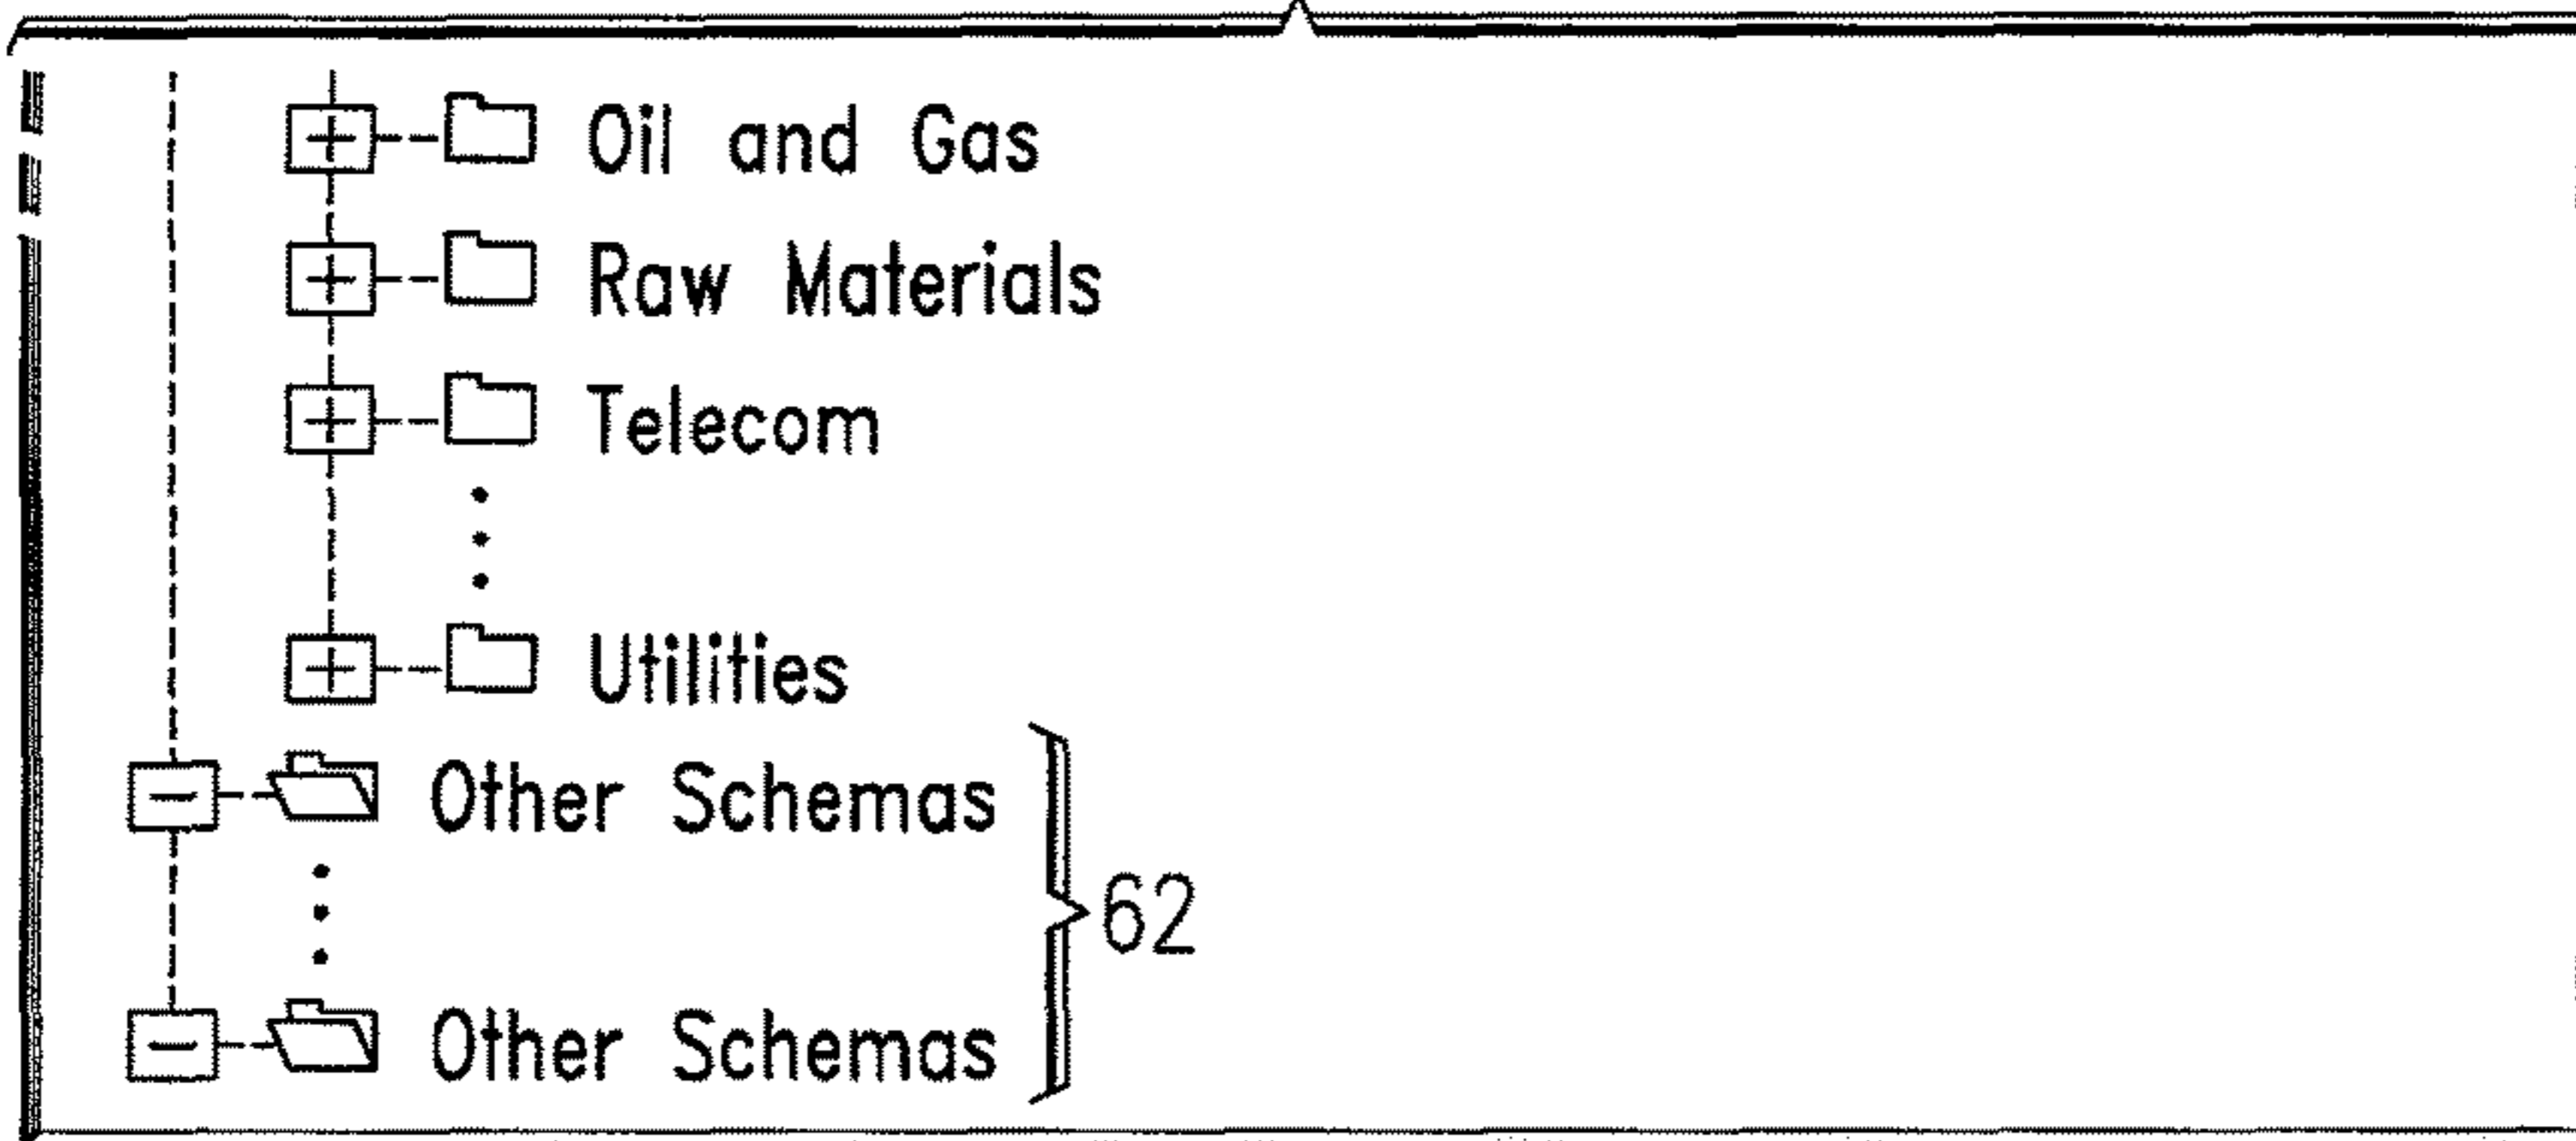 Oil and Gas
Raw Materials
Telecom
Utilities
Other Schemas
62
Other Schemas